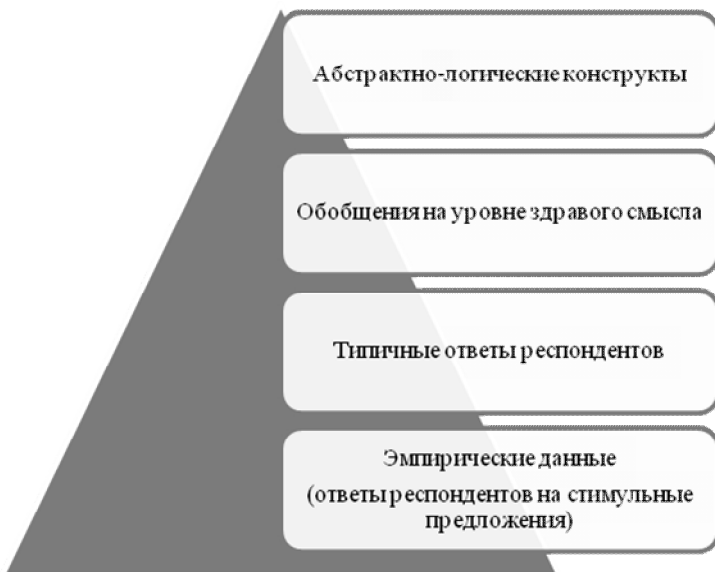 Абстрактно-логические конструкты
Обобщения на уровне здравого смысла
Типичные ответы респондентов
Эмпирические данные
(ответы респондентов на стимульные
предложения)